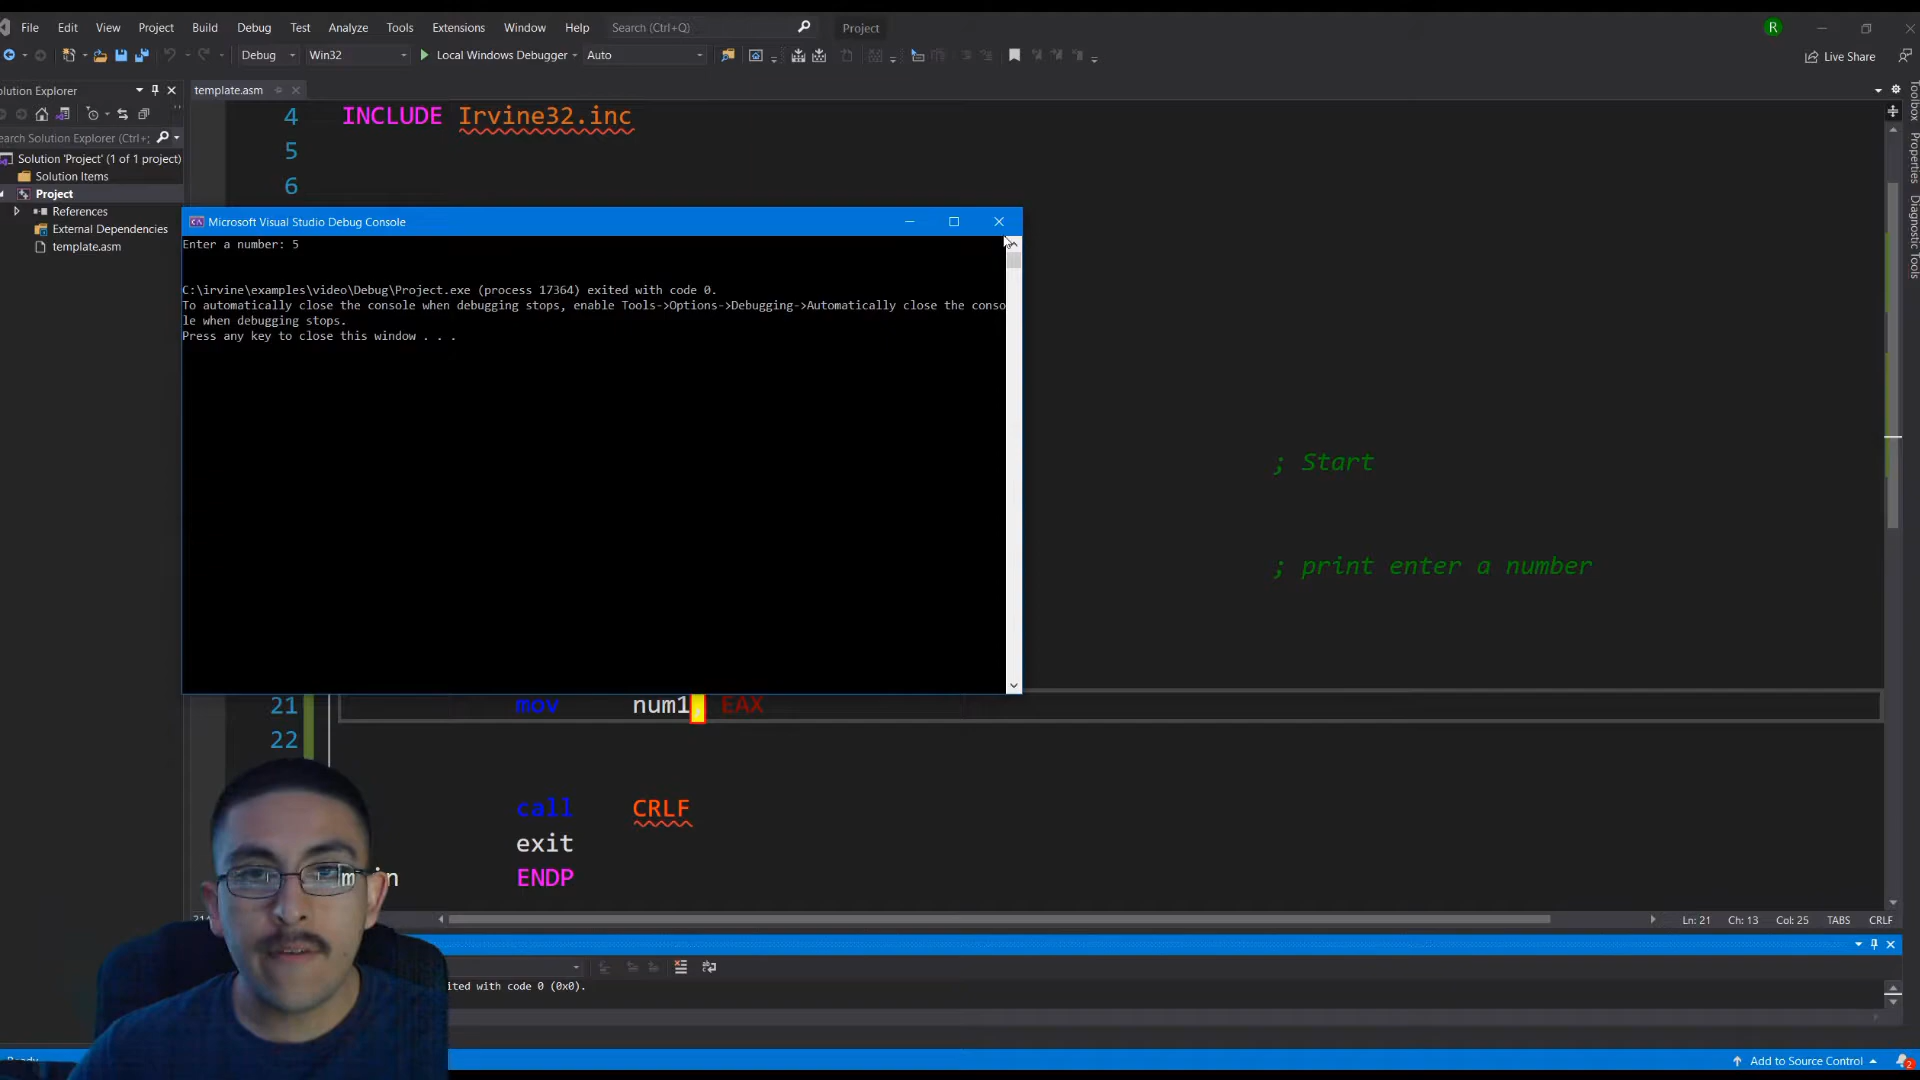 File Edit View Project Build Debug Test Analyze Tools Extensions Window Help Search (Ctrl+Q) Project R
Debug Win32 Local Windows Debugger Auto Live Share
olution Explorer
template.asm
earch Solution Explorer (Ctrl+;
Solution 'Project' (1 of 1 project)
Solution Items
Project
References
External Dependencies
template.asm
4 INCLUDE Irvine32.inc
5
6
Microsoft Visual Studio Debug Console
Enter a number: 5
C:\irvine\examples\video\Debug\Project.exe (process 17364) exited with code 0.
To automatically close the console when debugging stops, enable Tools->Options->Debugging->Automatically close the conso
le when debugging stops.
Press any key to close this window . . .
; Start
; print enter a number
21 mov num1, EAX
22
call CRLF
exit
ENDP
Ln: 21 Ch: 13 Col: 25 TABS CRLF
ited with code 0 (0x0).
Add to Source Control 2
Toolbox
Properties
Diagnostic Tools